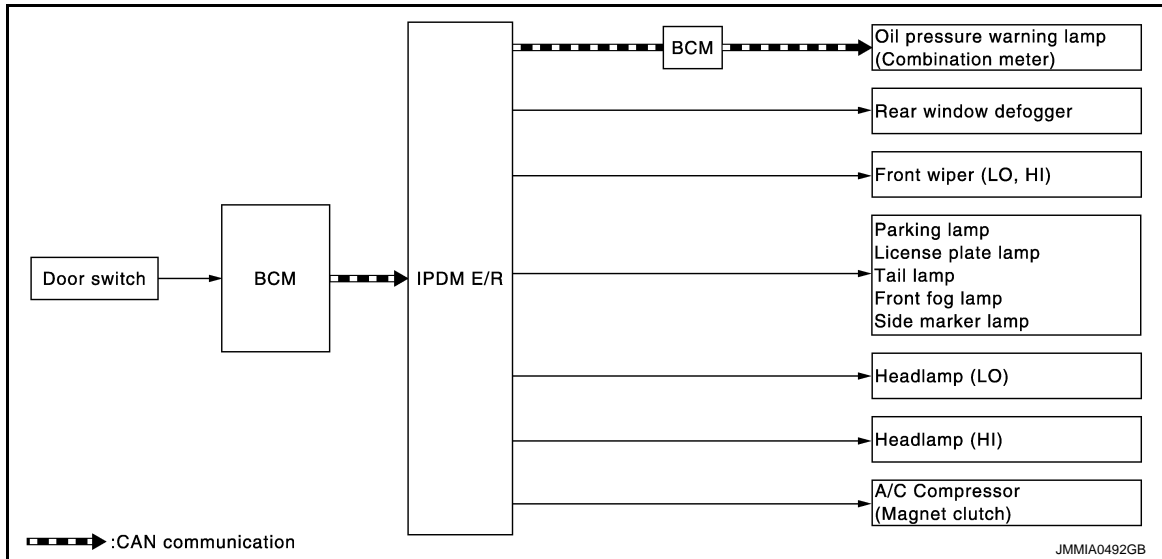 BCM
Oil pressure warning lamp
(Combination meter)
Rear window defogger
Front wiper (LO, HI)
Parking lamp
License plate lamp
Tail lamp
Front fog lamp
Side marker lamp
Door switch
BCM
IPDM E/R
Headlamp (LO)
Headlamp (HI)
A/C Compressor
(Magnet clutch)
:CAN communication
JMMIA0492GB